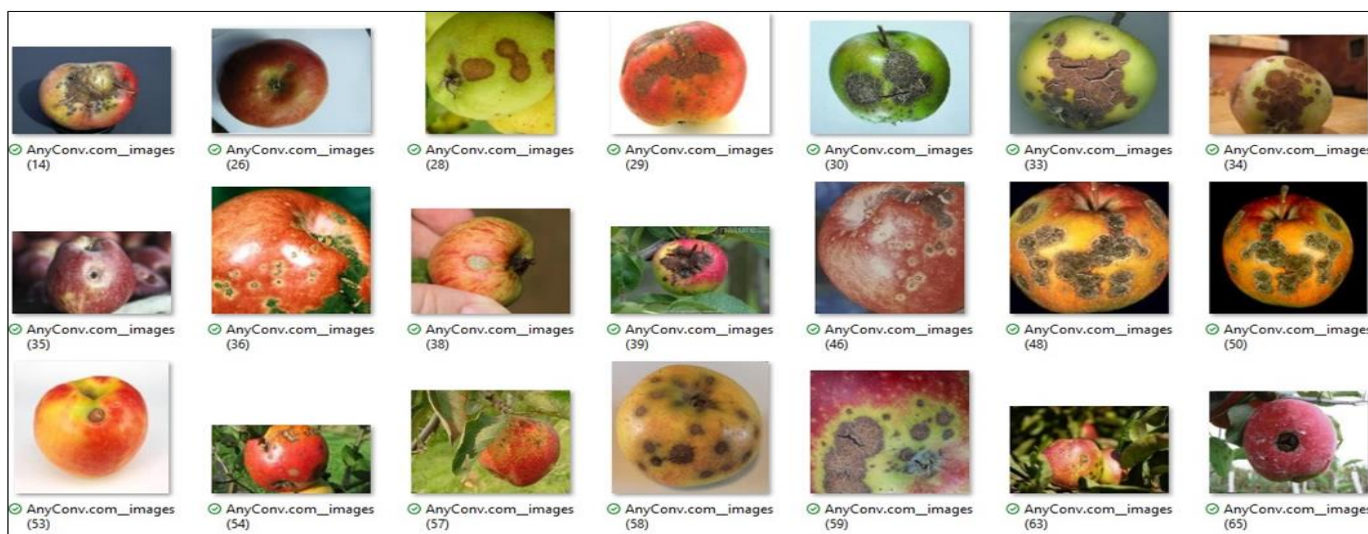 AnyConv.com__images
(14)
AnyConv.com__images
(26)
AnyConv.com__images
(28)
AnyConv.com__images
(29)
AnyConv.com__images
(30)
AnyConv.com__images
(33)
AnyConv.com__images
(34)
AnyConv.com__images
(35)
AnyConv.com__images
(36)
AnyConv.com__images
(38)
AnyConv.com__images
(39)
AnyConv.com__images
(46)
AnyConv.com__images
(48)
AnyConv.com__images
(50)
AnyConv.com__images
(53)
AnyConv.com__images
(54)
AnyConv.com__images
(57)
AnyConv.com__images
(58)
AnyConv.com__images
(59)
AnyConv.com__images
(63)
AnyConv.com__images
(65)